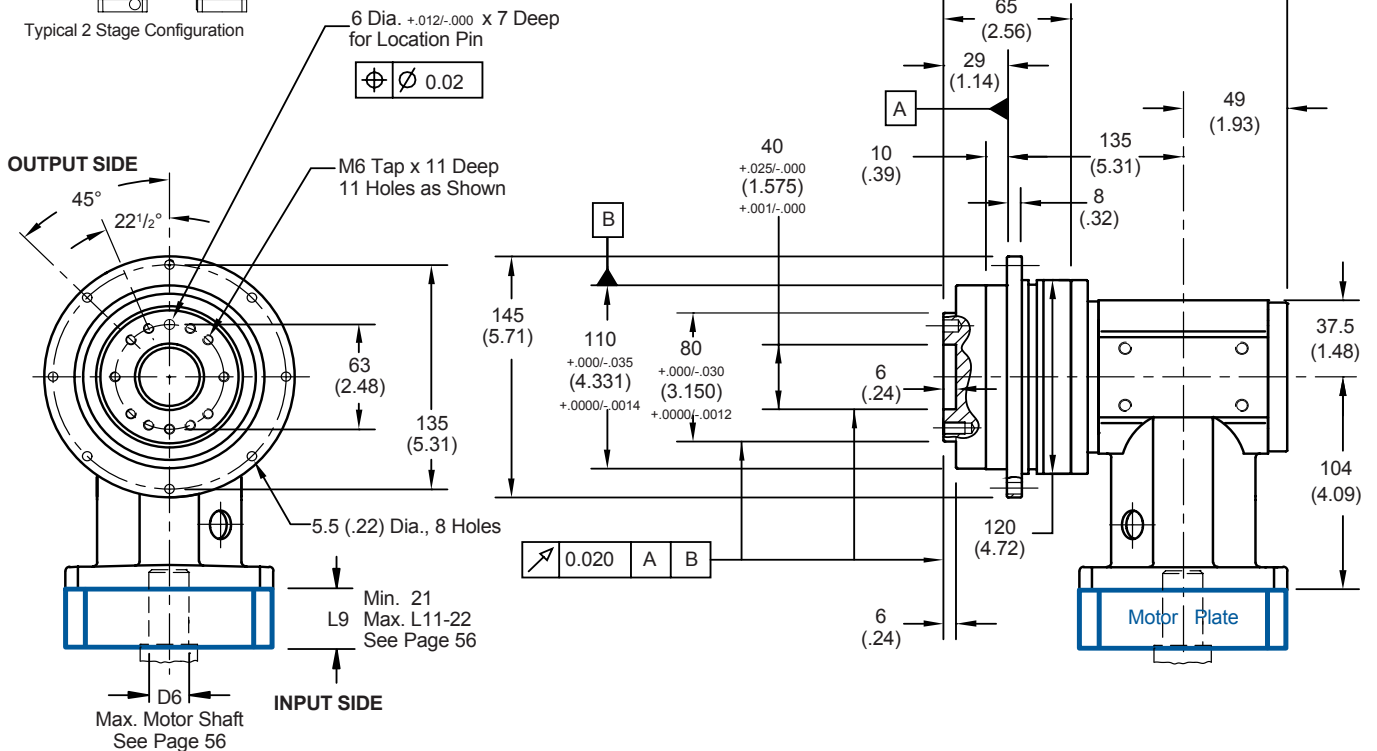 Typical 2 Stage Configuration
6 Dia. +.012/-.000 x 7 Deep
for Location Pin
⌖ Ø 0.02
OUTPUT SIDE
45°
22 1/2°
M6 Tap x 11 Deep
11 Holes as Shown
63
(2.48)
135
(5.31)
5.5 (.22) Dia., 8 Holes
L9
Min. 21
Max. L11-22
See Page 56
INPUT SIDE
D6
Max. Motor Shaft
See Page 56
65
(2.56)
29
(1.14)
A
49
(1.93)
135
(5.31)
10
(.39)
40
+.025/-.000
(1.575)
+.001/-.000
8
(.32)
B
145
(5.71)
110
+.000/-.035
(4.331)
+.0000/-.0014
80
+.000/-.030
(3.150)
+.0000/-.0012
6
(.24)
37.5
(1.48)
104
(4.09)
120
(4.72)
0.020 A B
6
(.24)
Motor Plate